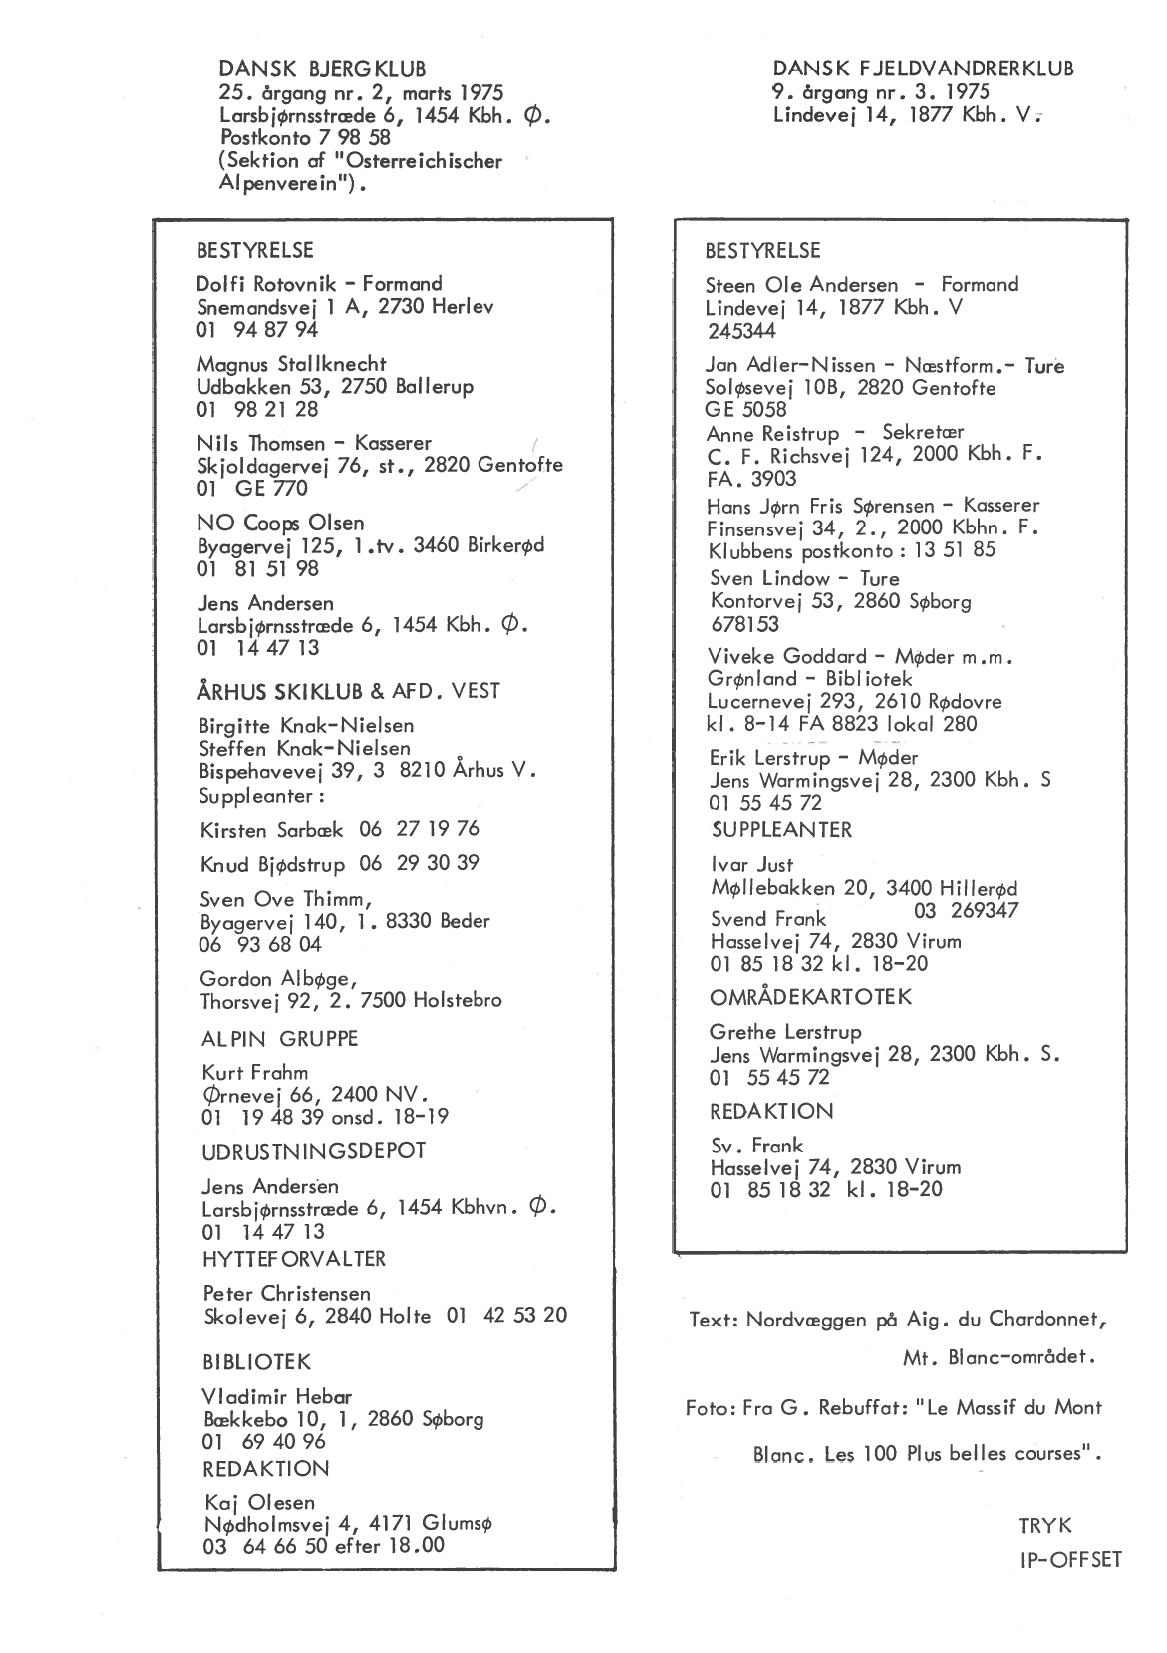 DANSK BJERGKLUB
25. årgang nr. 2, marts 1975
Larsbjørnsstræde 6, 1454 Kbh. Ø.
Postkonto 7 98 58
(Sektion af "Osterreichischer
Alpenverein").
BESTYRELSE
Dolfi Rotovnik - Formand
Snemandsvej 1 A, 2730 Herlev
01 94 87 94
Magnus Stallknecht
Udbakken 53, 2750 Ballerup
01 98 21 28
Nils Thomsen - Kasserer
Skjoldagervej 76, st., 2820 Gentofte
01 GE 770
NO Coops Olsen
Byagervej 125, 1.tv. 3460 Birkerød
01 81 51 98
Jens Andersen
Larsbjørnsstræde 6, 1454 Kbh. Ø.
01 14 47 13
ÅRHUS SKIKLUB & AFD. VEST
Birgitte Knak-Nielsen
Steffen Knak-Nielsen
Bispehavevej 39, 3 8210 Århus V.
Suppleanter:
Kirsten Sarbæk 06 27 19 76
Knud Bjødstrup 06 29 30 39
Sven Ove Thimm,
Byagervej 140, 1. 8330 Beder
06 93 68 04
Gordon Albøge,
Thorsvej 92, 2. 7500 Holstebro
ALPIN GRUPPE
Kurt Frahm
Ørnevej 66, 2400 NV.
01 19 48 39 onsd. 18-19
UDRUSTNINGSDEPOT
Jens Andersen
Larsbjørnsstræde 6, 1454 Kbhvn. Ø.
01 14 47 13
HYTTEFORVALTER
Peter Christensen
Skolevej 6, 2840 Holte 01 42 53 20
BIBLIOTEK
Vladimir Hebar
Bækkebo 10, 1, 2860 Søborg
01 69 40 96
REDAKTION
Kaj Olesen
Nødholmsvej 4, 4171 Glumsø
03 64 66 50 efter 18.00
DANSK FJELDVANDRERKLUB
9. årgang nr. 3. 1975
Lindevej 14, 1877 Kbh. V.
BESTYRELSE
Steen Ole Andersen - Formand
Lindevej 14, 1877 Kbh. V
245344
Jan Adler-Nissen - Næstform.- Ture
Soløsevej 10B, 2820 Gentofte
GE 5058
Anne Reistrup - Sekretær
C. F. Richsvej 124, 2000 Kbh. F.
FA. 3903
Hans Jørn Fris Sørensen - Kasserer
Finsensvej 34, 2., 2000 Kbhn. F.
Klubbens postkonto: 13 51 85
Sven Lindow - Ture
Kontorvej 53, 2860 Søborg
678153
Viveke Goddard - Møder m.m.
Grønland - Bibliotek
Lucernevej 293, 2610 Rødovre
kl. 8-14 FA 8823 lokal 280
Erik Lerstrup - Møder
Jens Warmingsvej 28, 2300 Kbh. S
01 55 45 72
SUPPLEANTER
Ivar Just
Møllebakken 20, 3400 Hillerød
03 269347
Svend Frank
Hasselvej 74, 2830 Virum
01 85 18 32 kl. 18-20
OMRÅDEKARTOTEK
Grethe Lerstrup
Jens Warmingsvej 28, 2300 Kbh. S.
01 55 45 72
REDAKTION
Sv. Frank
Hasselvej 74, 2830 Virum
01 85 18 32 kl. 18-20
Text: Nordvæggen på Aig. du Chardonnet,
Mt. Blanc-området.
Foto: Fra G. Rebuffat: "Le Massif du Mont
Blanc. Les 100 Plus belles courses".
TRYK
IP-OFFSET